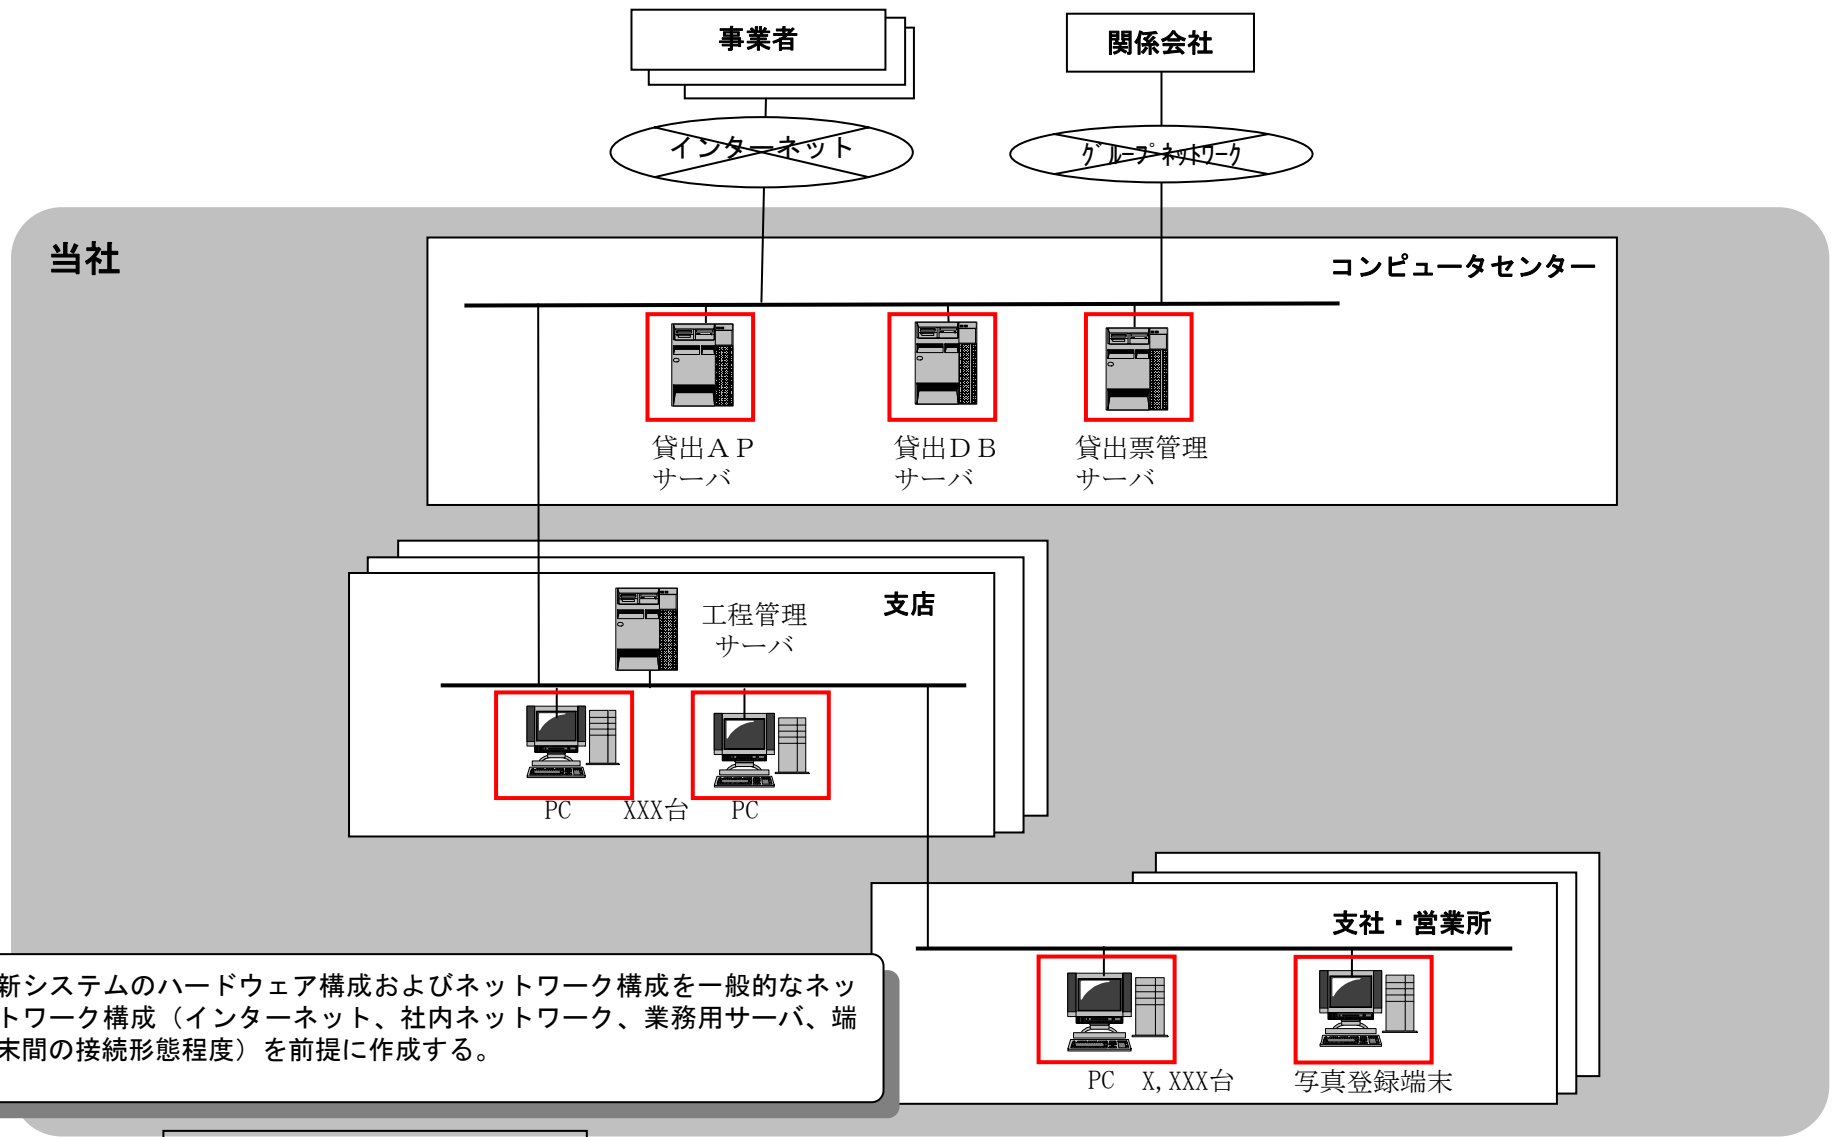 事業者
関係会社
インターネット
ｸﾞﾙｰﾌﾟﾈｯﾄﾜｰｸ
当社
コンピュータセンター
貸出ＡＰ
サーバ
貸出ＤＢ
サーバ
貸出票管理
サーバ
工程管理
サーバ
支店
PC
XXX台
PC
支社・営業所
新システムのハードウェア構成およびネットワーク構成を一般的なネッ
トワーク構成（インターネット、社内ネットワーク、業務用サーバ、端
末間の接続形態程度）を前提に作成する。
PC
X,XXX台
写真登録端末